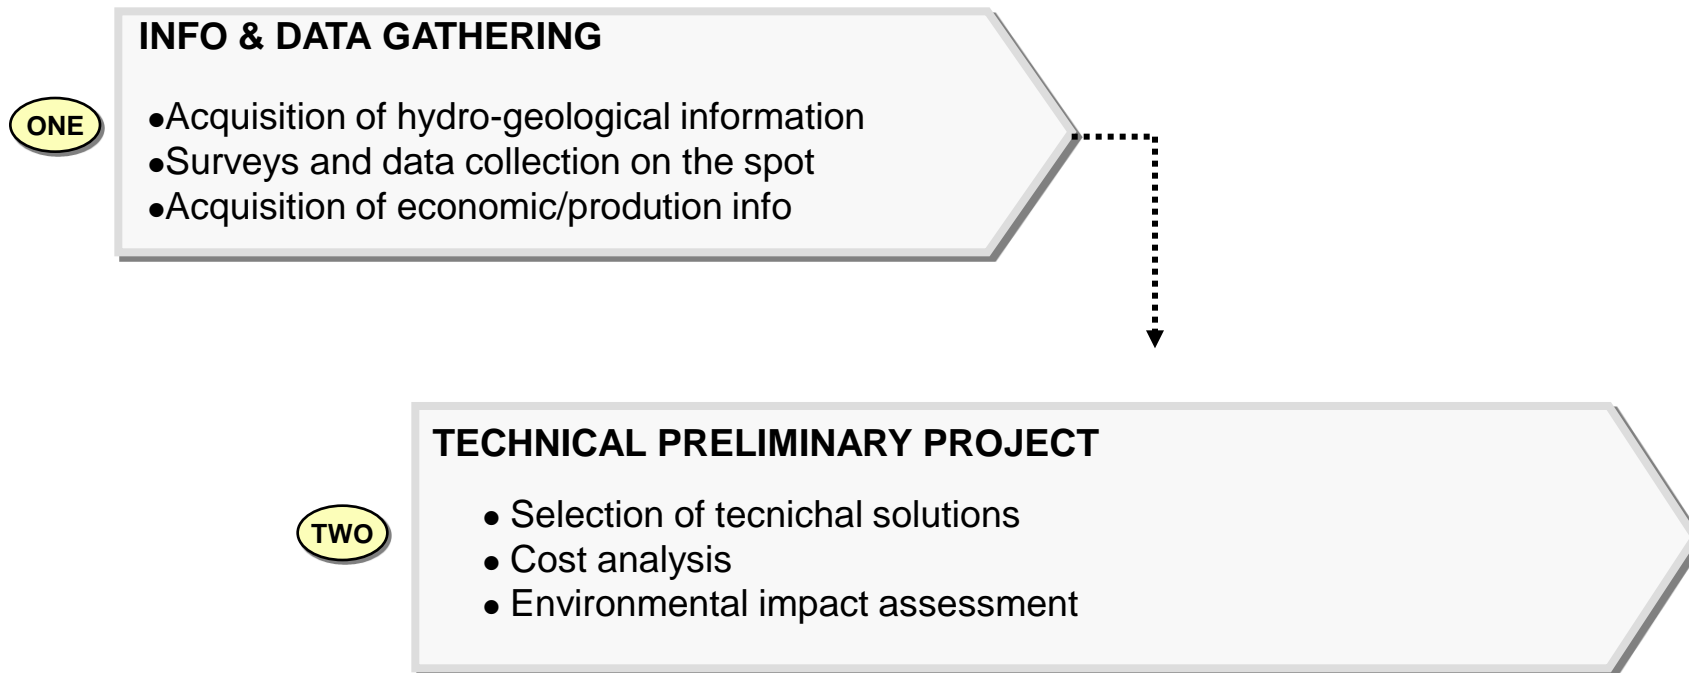 INFO & DATA GATHERING
ONE
●Acquisition of hydro-geological information
●Surveys and data collection on the spot
●Acquisition of economic/prodution info
TECHNICAL PRELIMINARY PROJECT
TWO
● Selection of tecnichal solutions
● Cost analysis
● Environmental impact assessment